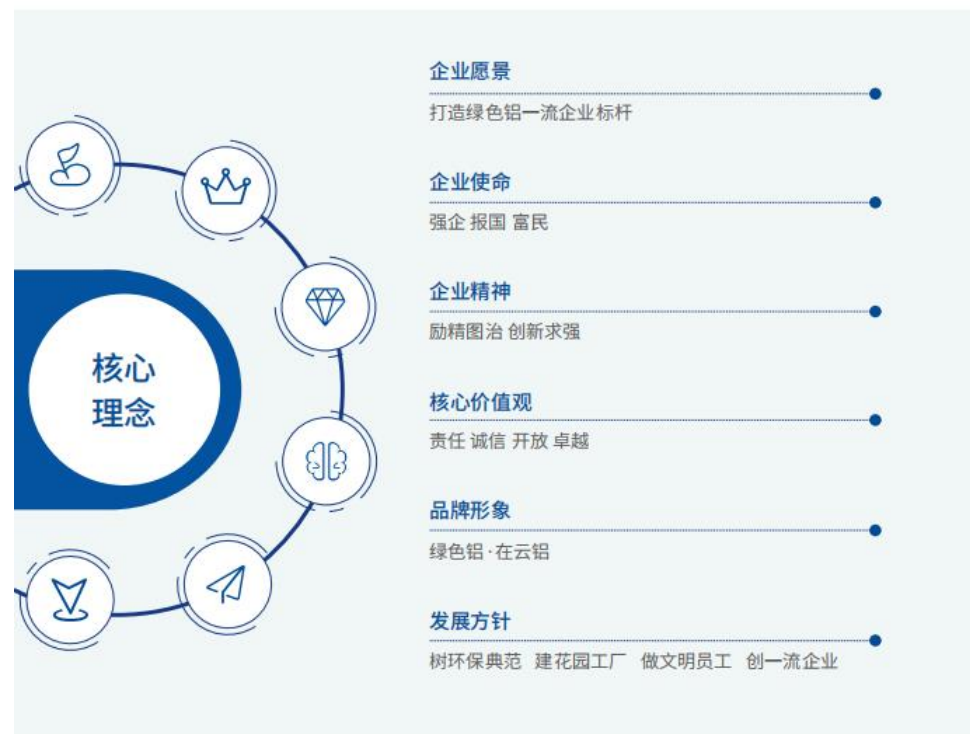 核心
理念
企业愿景
打造绿色铝一流企业标杆
企业使命
强企 报国 富民
企业精神
励精图治 创新求强
核心价值观
责任 诚信 开放 卓越
品牌形象
绿色铝·在云铝
发展方针
树环保典范 建花园工厂 做文明员工 创一流企业